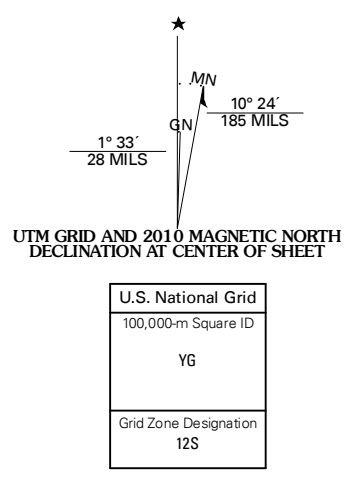 MN
10° 24´
185 MILS
GN
1° 33´
28 MILS
UTM GRID AND 2010 MAGNETIC NORTH
DECLINATION AT CENTER OF SHEET
U.S. National Grid
100,000-m Square ID
YG
Grid Zone Designation
12S